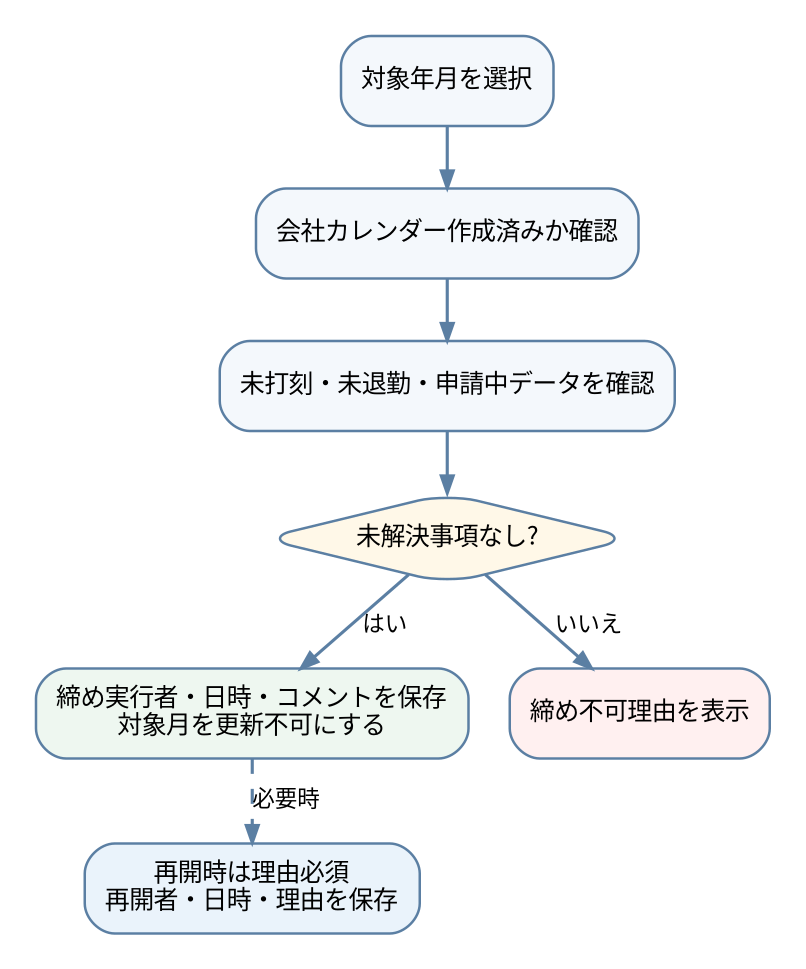 対象年月を選択
会社カレンダー作成済みか確認
未打刻・未退勤・申請中データを確認
未解決事項なし?
はい
いいえ
締め実行者・日時・コメントを保存
対象月を更新不可にする
締め不可理由を表示
必要時
再開時は理由必須
再開者・日時・理由を保存